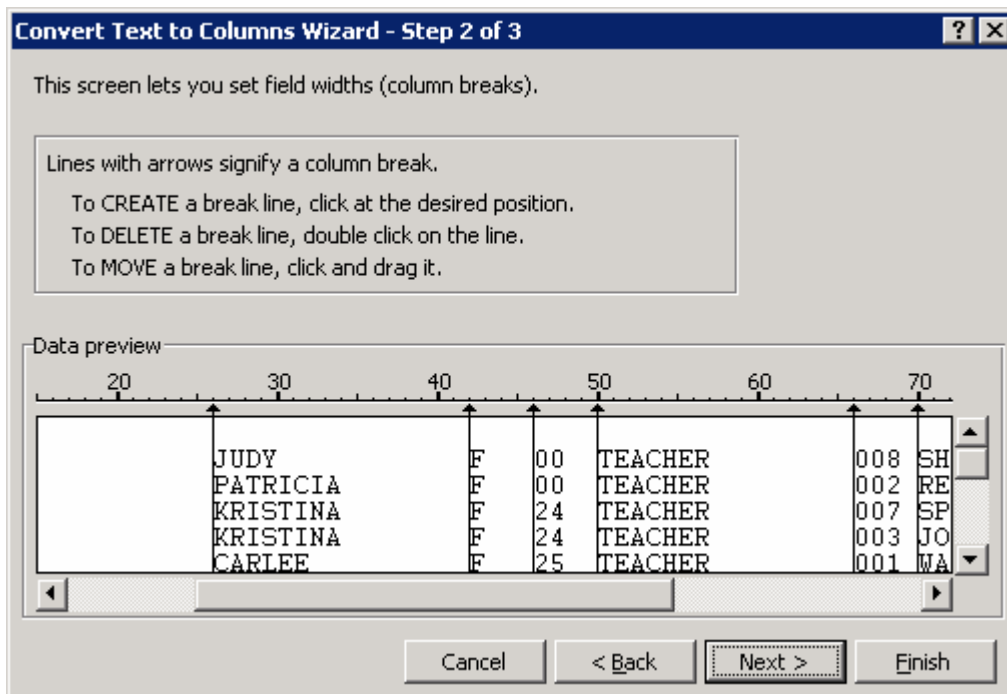 Convert Text to Columns Wizard - Step 2 of 3
This screen lets you set field widths (column breaks).
Lines with arrows signify a column break.
To CREATE a break line, click at the desired position.
To DELETE a break line, double click on the line.
To MOVE a break line, click and drag it.
Data preview
20 30 40 50 60 70
JUDY F 00 TEACHER 008 SH
PATRICIA F 00 TEACHER 002 RE
KRISTINA F 24 TEACHER 007 SP
KRISTINA F 24 TEACHER 003 JO
CARLEE F 25 TEACHER 001 WA
Cancel < Back Next > Finish